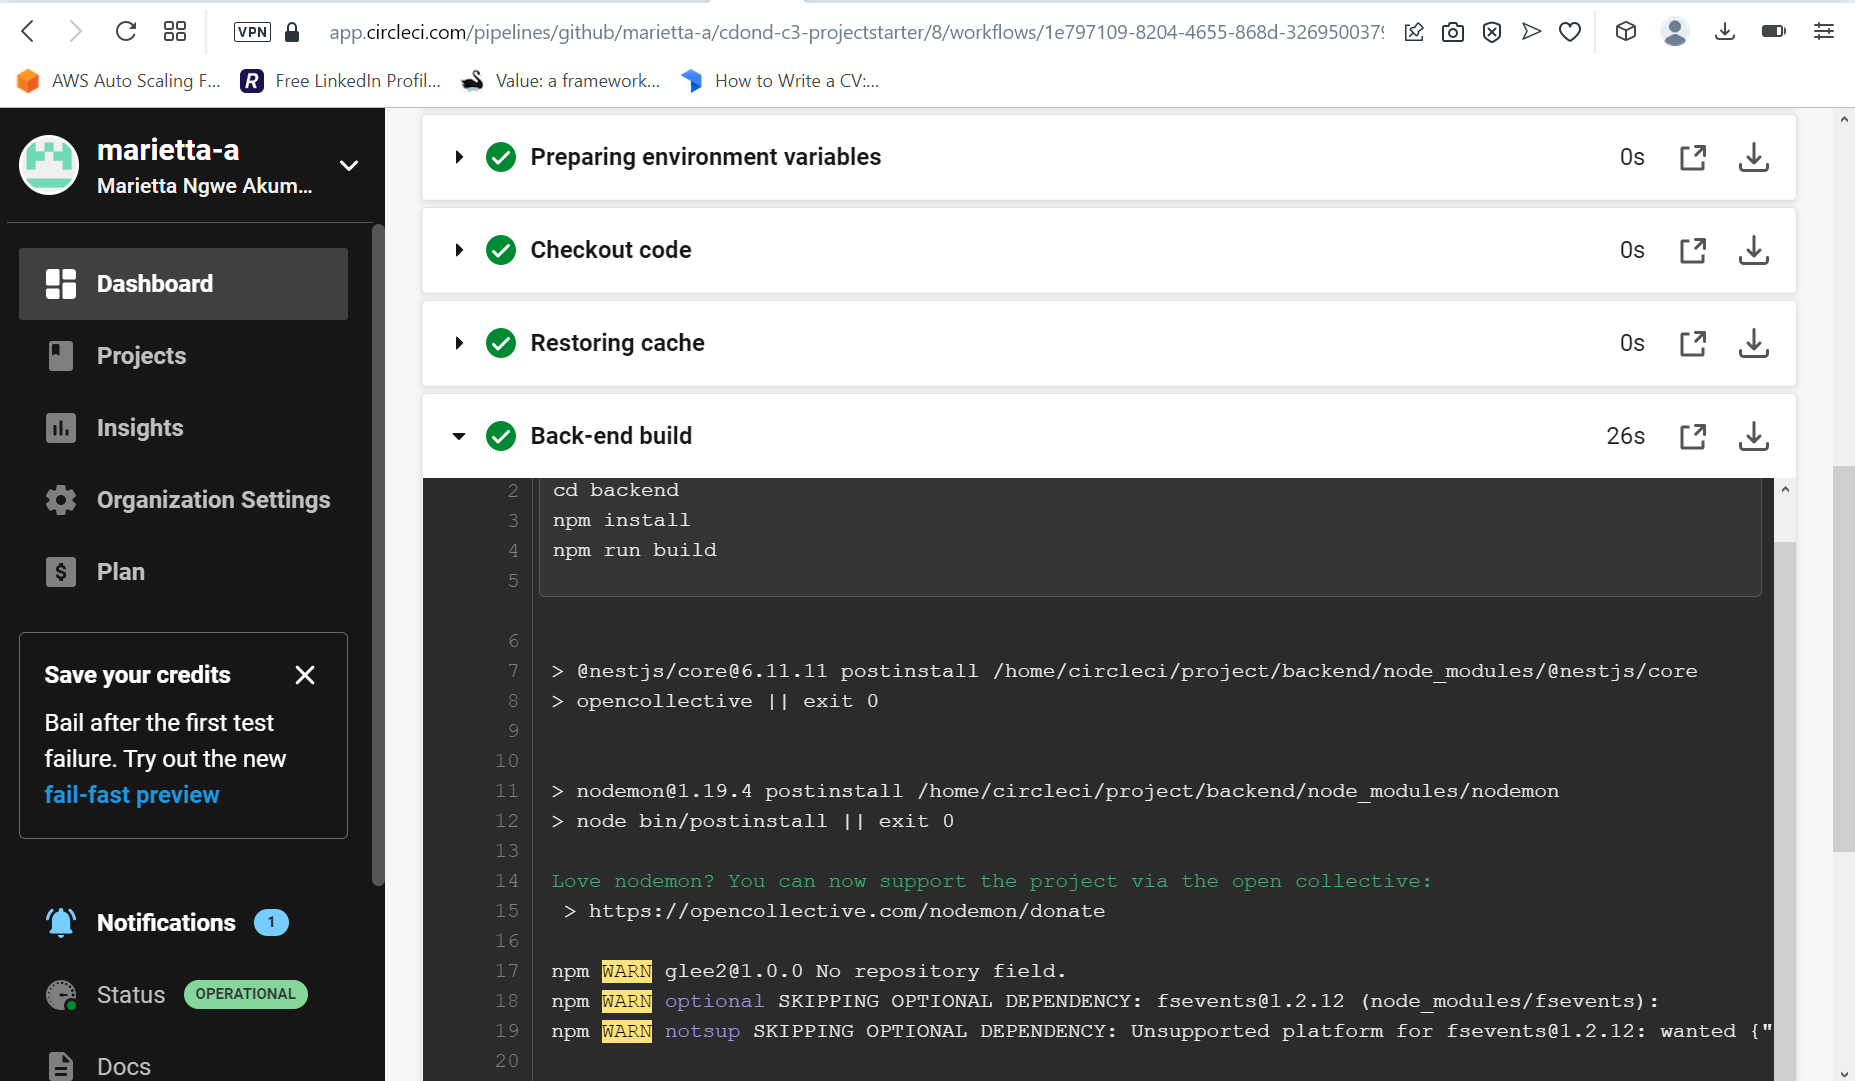 VPN
app.circleci.com/pipelines/github/marietta-a/cdond-c3-projectstarter/8/workflows/1e797109-8204-4655-868d-3269500379
AWS Auto Scaling F...
R
Free LinkedIn Profil...
Value: a framework...
How to Write a CV:...
marietta-a
Marietta Ngwe Akum...
Dashboard
Projects
Insights
Organization Settings
$
Plan
Save your credits
Bail after the first test
failure. Try out the new
fail-fast preview
Notifications 1
Status OPERATIONAL
Docs
Preparing environment variables 0s
Checkout code 0s
Restoring cache 0s
Back-end build 26s
2 cd backend
3 npm install
4 npm run build
5
6
7 > @nestjs/core@6.11.11 postinstall /home/circleci/project/backend/node_modules/@nestjs/core
8 > opencollective || exit 0
9
10
11 > nodemon@1.19.4 postinstall /home/circleci/project/backend/node_modules/nodemon
12 > node bin/postinstall || exit 0
13
14 Love nodemon? You can now support the project via the open collective:
15 > https://opencollective.com/nodemon/donate
16
17 npm WARN glee2@1.0.0 No repository field.
18 npm WARN optional SKIPPING OPTIONAL DEPENDENCY: fsevents@1.2.12 (node_modules/fsevents):
19 npm WARN notsup SKIPPING OPTIONAL DEPENDENCY: Unsupported platform for fsevents@1.2.12: wanted {"
20